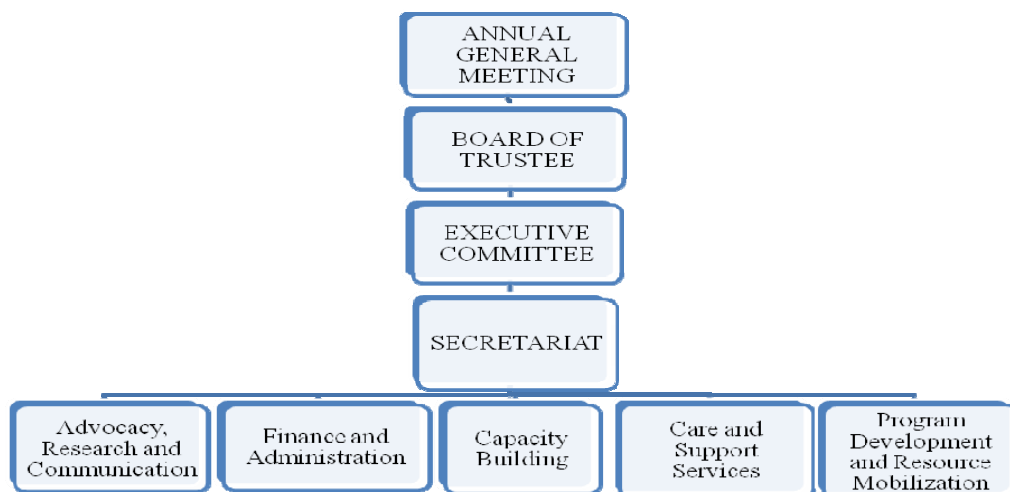 ANNUAL
GENERAL
MEETING
BOARD OF
TRUSTEE
EXECUTIVE
COMMITTEE
SECRETARIAT
Advocacy,
Research and
Communication
Finance and
Administration
Capacity
Building
Care and
Support
Services
Program
Development
and Resource
Mobilization